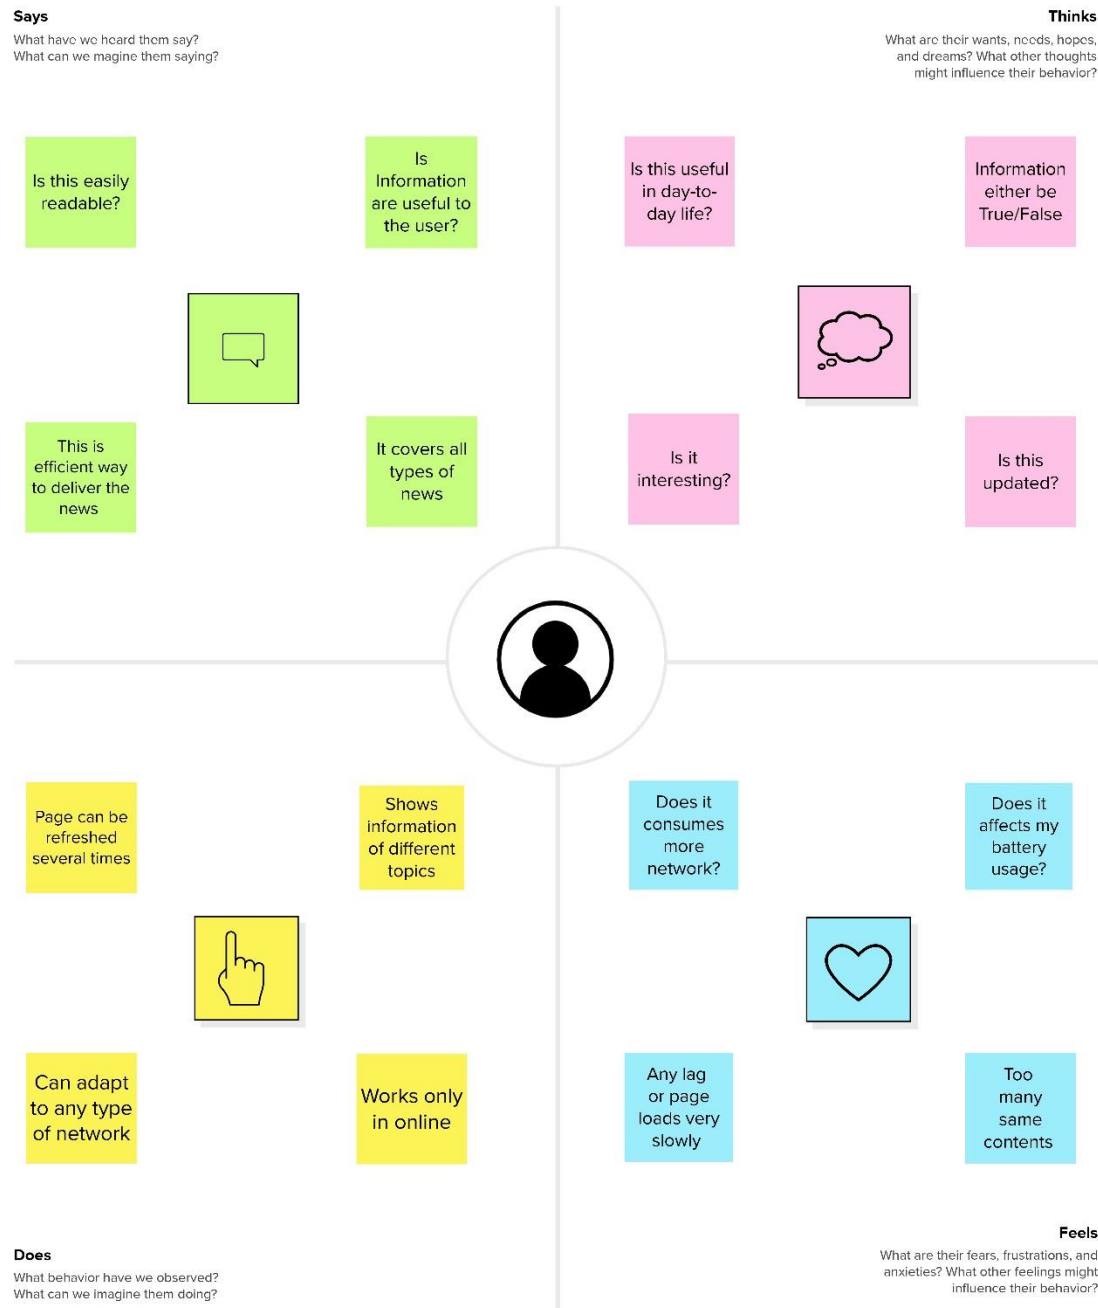 Says
What have we heard them say?
What can we magine them saying?
Thinks
What are their wants, needs, hopes,
and dreams? What other thoughts
might influence their behavior?
Is this easily
readable?
Is
Information
are useful to
the user?
Is this useful
in day-to-
day life?
Information
either be
True/False
This is
efficient way
to deliver the
news
It covers all
types of
news
Is it
interesting?
Is this
updated?
Page can be
refreshed
several times
Shows
information
of different
topics
Does it
consumes
more
network?
Does it
affects my
battery
usage?
Can adapt
to any type
of network
Works only
in online
Any lag
or page
loads very
slowly
Too
many
same
contents
Does
What behavior have we observed?
What can we imagine them doing?
Feels
What are their fears, frustrations, and
anxieties? What other feelings might
influence their behavior?